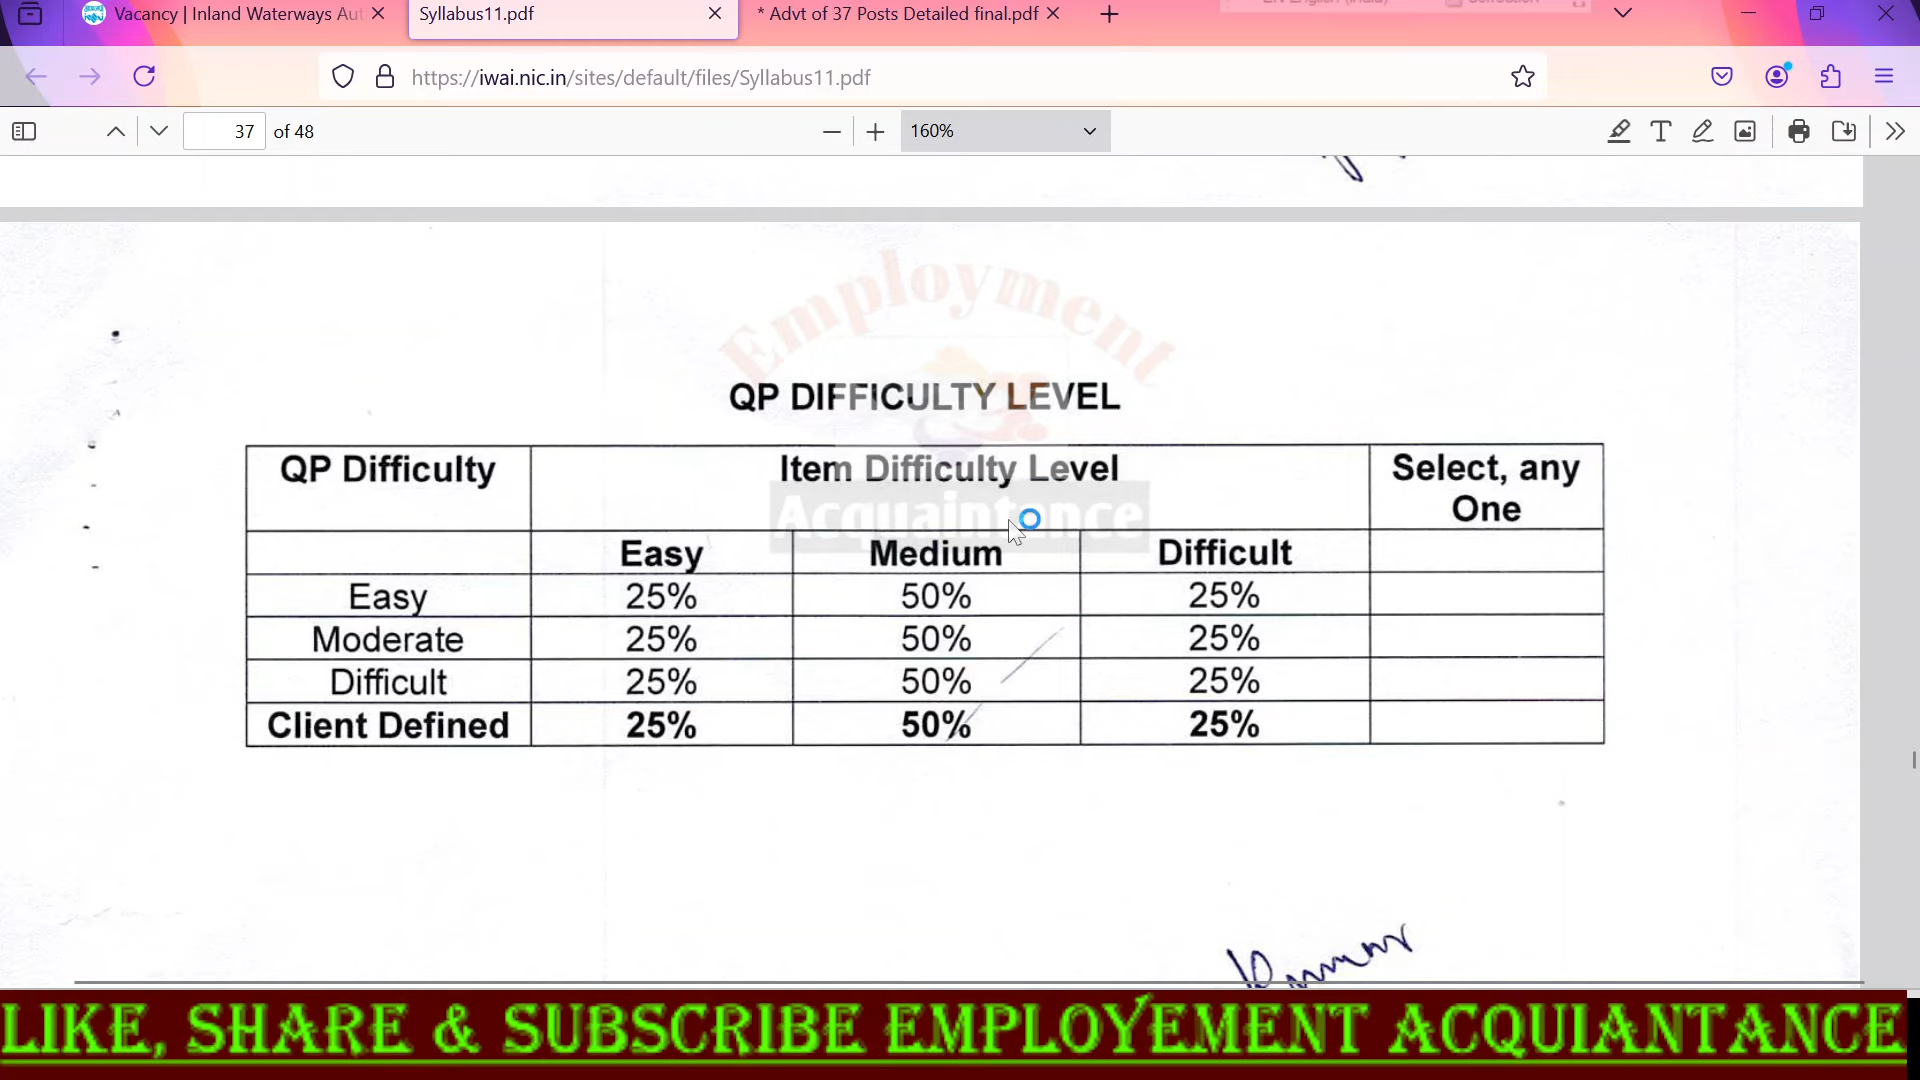 Vacancy | Inland Waterways Aut
Syllabus11.pdf
* Advt of 37 Posts Detailed final.pdf
https://iwai.nic.in/sites/default/files/Syllabus11.pdf
37 of 48
160%
Employment
Acquaintance
QP DIFFICULTY LEVEL
QP Difficulty Item Difficulty Level Select, any One
Easy Medium Difficult
Easy 25% 50% 25%
Moderate 25% 50% 25%
Difficult 25% 50% 25%
Client Defined 25% 50% 25%
LIKE, SHARE & SUBSCRIBE EMPLOYEMENT ACQUIANTANCE